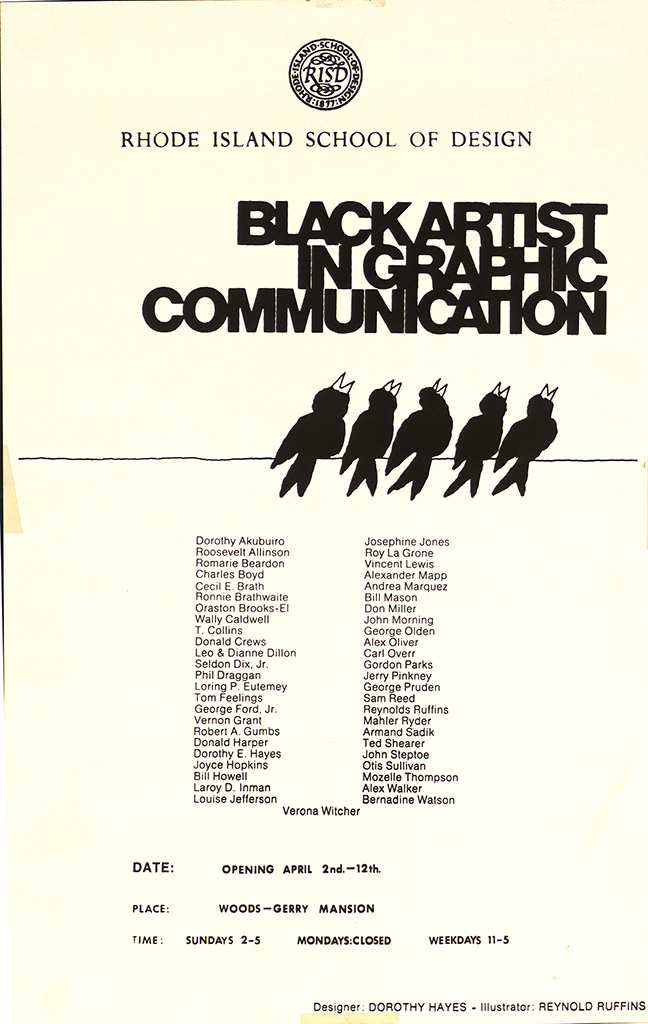 RHODE·ISLAND·SCHOOL·OF·DESIGN
RISD
·1877·
RHODE ISLAND SCHOOL OF DESIGN
BLACK ARTIST
IN GRAPHIC
COMMUNICATION
Dorothy Akubuiro
Roosevelt Allinson
Romarie Beardon
Charles Boyd
Cecil E. Brath
Ronnie Brathwaite
Oraston Brooks-El
Wally Caldwell
T. Collins
Donald Crews
Leo & Dianne Dillon
Seldon Dix, Jr.
Phil Draggan
Loring P. Eutemey
Tom Feelings
George Ford, Jr.
Vernon Grant
Robert A. Gumbs
Donald Harper
Dorothy E. Hayes
Joyce Hopkins
Bill Howell
Laroy D. Inman
Louise Jefferson
Josephine Jones
Roy La Grone
Vincent Lewis
Alexander Mapp
Andrea Marquez
Bill Mason
Don Miller
John Morning
George Olden
Alex Oliver
Carl Overr
Gordon Parks
Jerry Pinkney
George Pruden
Sam Reed
Reynolds Ruffins
Mahler Ryder
Armand Sadik
Ted Shearer
John Steptoe
Otis Sullivan
Mozelle Thompson
Alex Walker
Bernadine Watson
Verona Witcher
DATE: OPENING APRIL 2nd.–12th.
PLACE: WOODS–GERRY MANSION
TIME: SUNDAYS 2-5 MONDAYS:CLOSED WEEKDAYS 11-5
Designer: DOROTHY HAYES - Illustrator: REYNOLD RUFFINS